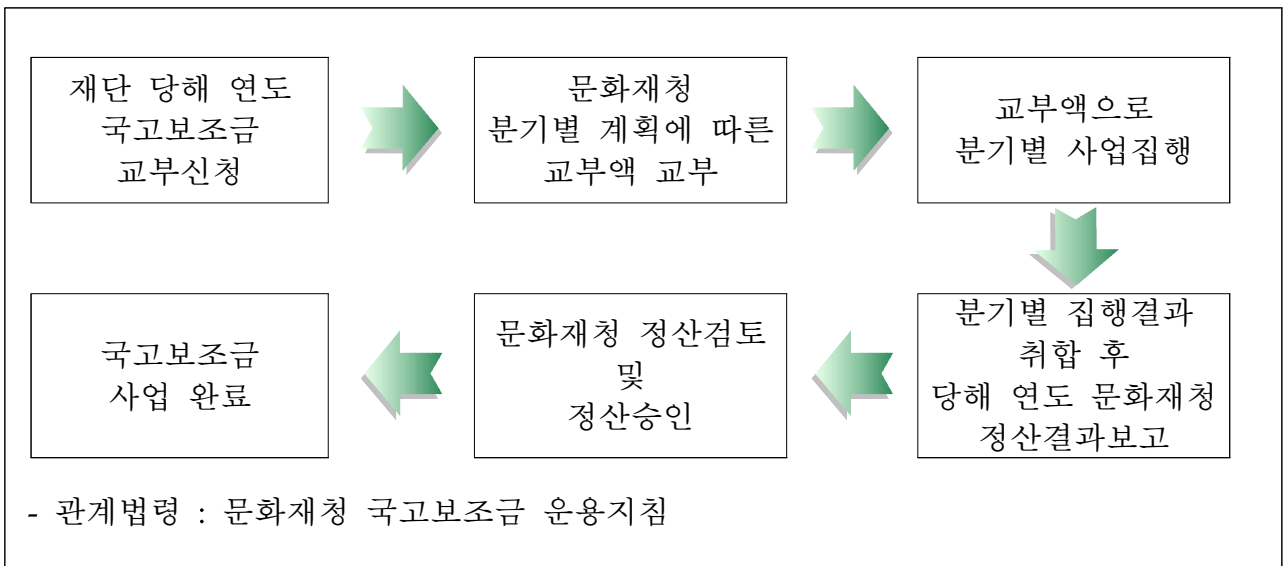 재단 당해 연도
국고보조금
교부신청
문화재청
분기별 계획에 따른
교부액 교부
교부액으로
분기별 사업집행
분기별 집행결과
취합 후
당해 연도 문화재청
정산결과보고
문화재청 정산검토
및
정산승인
국고보조금
사업 완료
- 관계법령 : 문화재청 국고보조금 운용지침